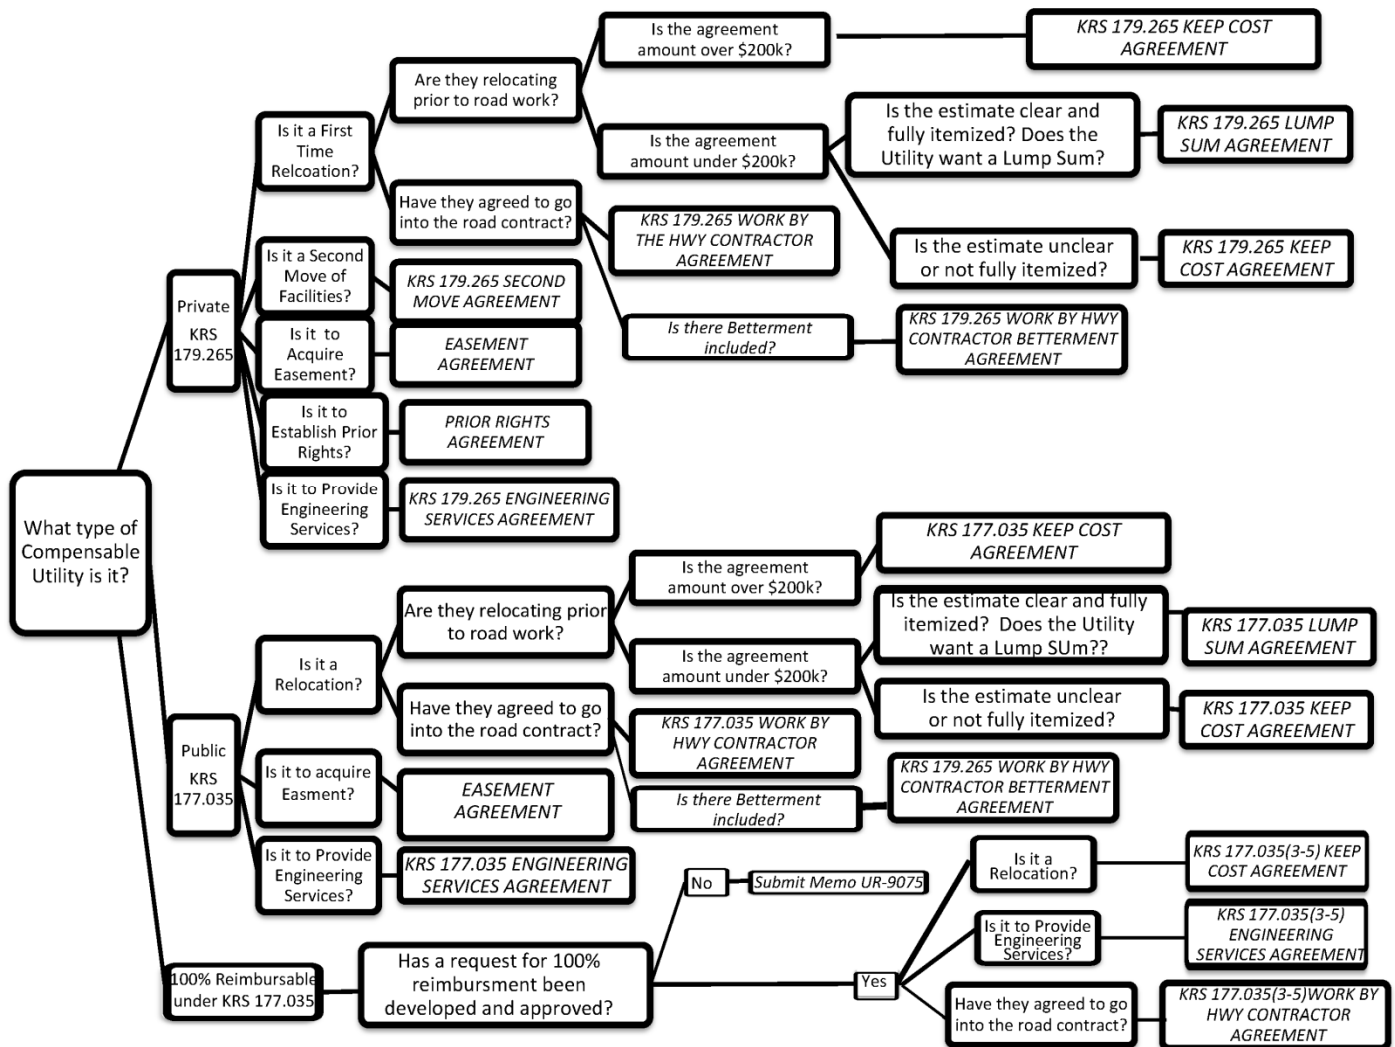 Is the agreement
amount over $200k?
KRS 179.265 KEEP COST
AGREEMENT
Are they relocating
prior to road work?
Is the estimate clear and
fully itemized? Does the
Utility want a Lump Sum?
KRS 179.265 LUMP
SUM AGREEMENT
Is it a First
Time
Relcoation?
Is the agreement
amount under $200k?
Have they agreed to go
into the road contract?
KRS 179.265 WORK BY
THE HWY CONTRACTOR
AGREEMENT
Is the estimate unclear
or not fully itemized?
KRS 179.265 KEEP
COST AGREEMENT
Is it a Second
Move of
Facilities?
KRS 179.265 SECOND
MOVE AGREEMENT
Private
KRS
179.265
Is there Betterment
included?
KRS 179.265 WORK BY HWY
CONTRACTOR BETTERMENT
AGREEMENT
Is it to
Acquire
Easement?
EASEMENT
AGREEMENT
Is it to
Establish Prior
Rights?
PRIOR RIGHTS
AGREEMENT
Is it to Provide
Engineering
Services?
KRS 179.265 ENGINEERING
SERVICES AGREEMENT
What type of
Compensable
Utility is it?
Is the agreement
amount over $200k?
KRS 177.035 KEEP COST
AGREEMENT
Are they relocating prior
to road work?
Is the estimate clear and fully
itemized? Does the Utility
want a Lump SUm??
KRS 177.035 LUMP
SUM AGREEMENT
Is it a
Relocation?
Is the agreement
amount under $200k?
Have they agreed to go
into the road contract?
KRS 177.035 WORK BY
HWY CONTRACTOR
AGREEMENT
Is the estimate unclear
or not fully itemized?
KRS 177.035 KEEP
COST AGREEMENT
Public
KRS
177.035
Is it to acquire
Easment?
EASEMENT
AGREEMENT
Is there Betterment
included?
KRS 179.265 WORK BY HWY
CONTRACTOR BETTERMENT
AGREEMENT
Is it to Provide
Engineering
Services?
KRS 177.035 ENGINEERING
SERVICES AGREEMENT
No
Submit Memo UR-9075
Is it a
Relocation?
KRS 177.035(3-5) KEEP
COST AGREEMENT
100% Reimbursable
under KRS 177.035
Has a request for 100%
reimbursment been
developed and approved?
Yes
Is it to Provide
Engineering
Services?
KRS 177.035(3-5)
ENGINEERING
SERVICES AGREEMENT
Have they agreed to go
into the road contract?
KRS 177.035(3-5)WORK BY
HWY CONTRACTOR
AGREEMENT